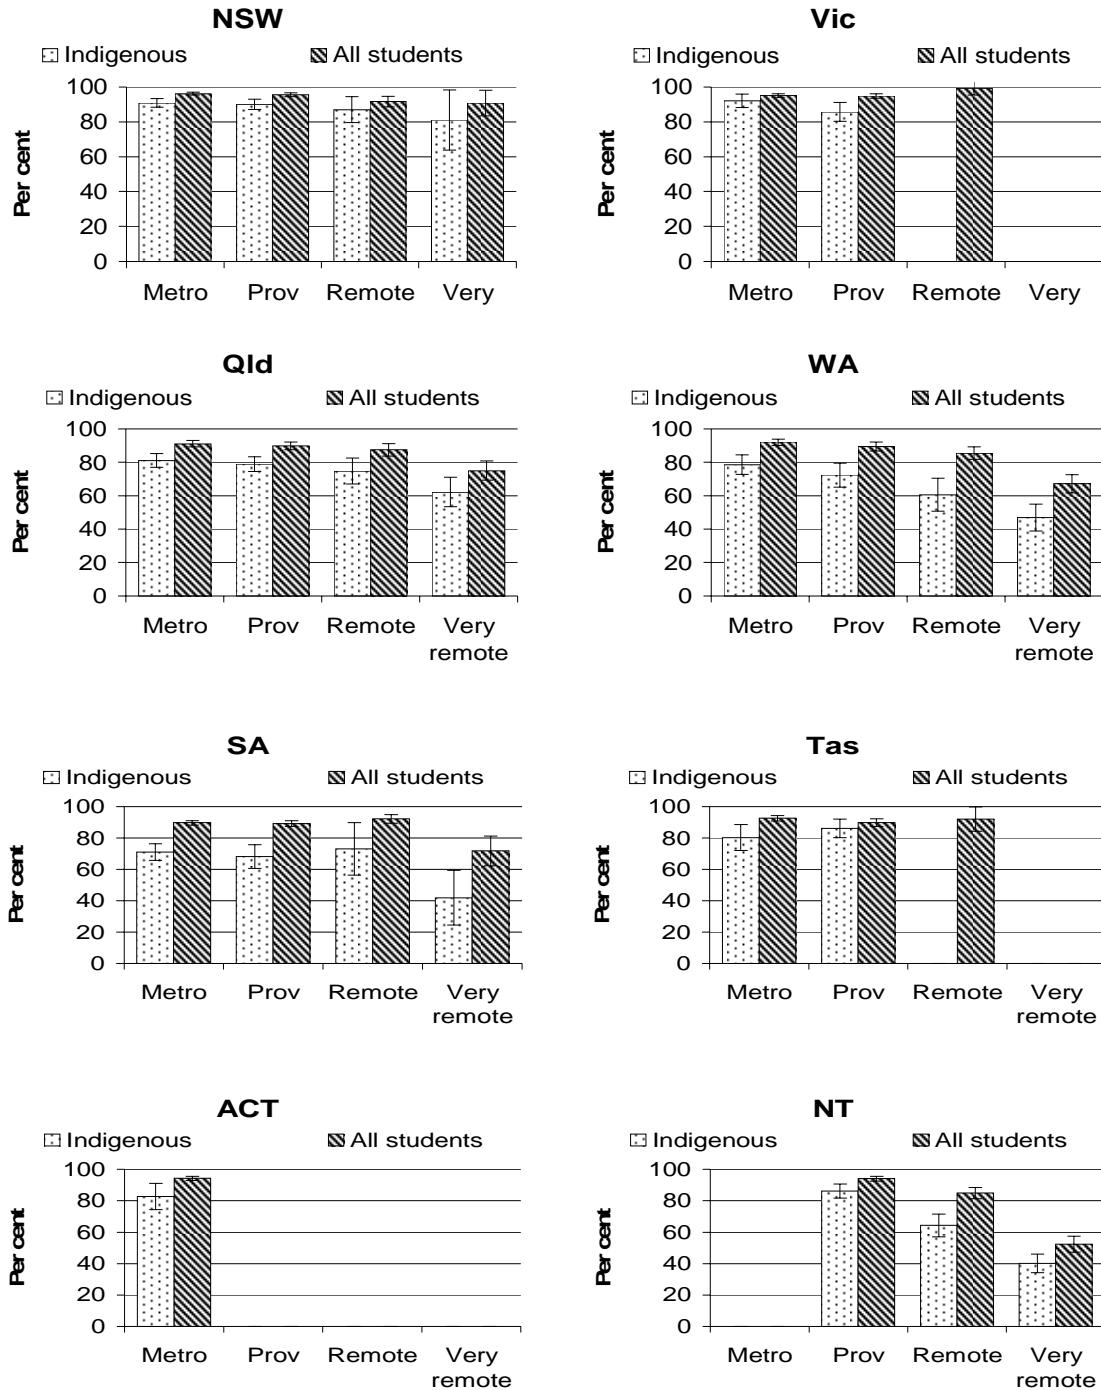 NSW
Indigenous All students
Per cent
100
80
60
40
20
0
Metro Prov Remote Very
Vic
Indigenous All students
Per cent
100
80
60
40
20
0
Metro Prov Remote Very
Qld
Indigenous All students
Per cent
100
80
60
40
20
0
Metro Prov Remote Very
remote
WA
Indigenous All students
Per cent
100
80
60
40
20
0
Metro Prov Remote Very
remote
SA
Indigenous All students
Per cent
100
80
60
40
20
0
Metro Prov Remote Very
remote
Tas
Indigenous All students
Per cent
100
80
60
40
20
0
Metro Prov Remote Very
remote
ACT
Indigenous All students
Per cent
100
80
60
40
20
0
Metro Prov Remote Very
remote
NT
Indigenous All students
Per cent
100
80
60
40
20
0
Metro Prov Remote Very
remote